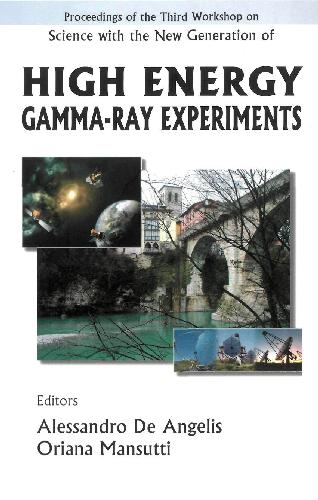 Proceedings of the Third Workshop on
Science with the New Generation of
HIGH ENERGY
GAMMA-RAY EXPERIMENTS
Editors
Alessandro De Angelis
Oriana Mansutti